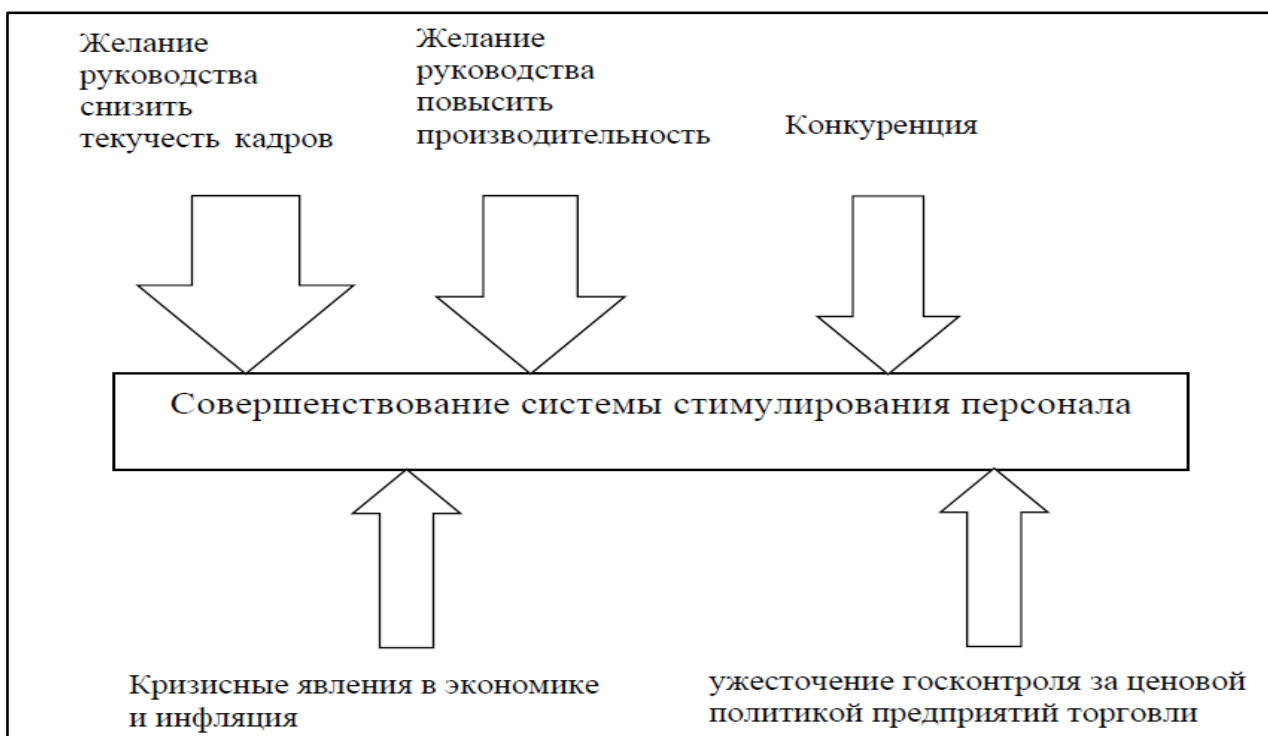 Желание
руководства
снизить
текучесть кадров
Желание
руководства
повысить
производительность
Конкуренция
Совершенствование системы стимулирования персонала
Кризисные явления в экономике
и инфляция
ужесточение госконтроля за ценовой
политикой предприятий торговли